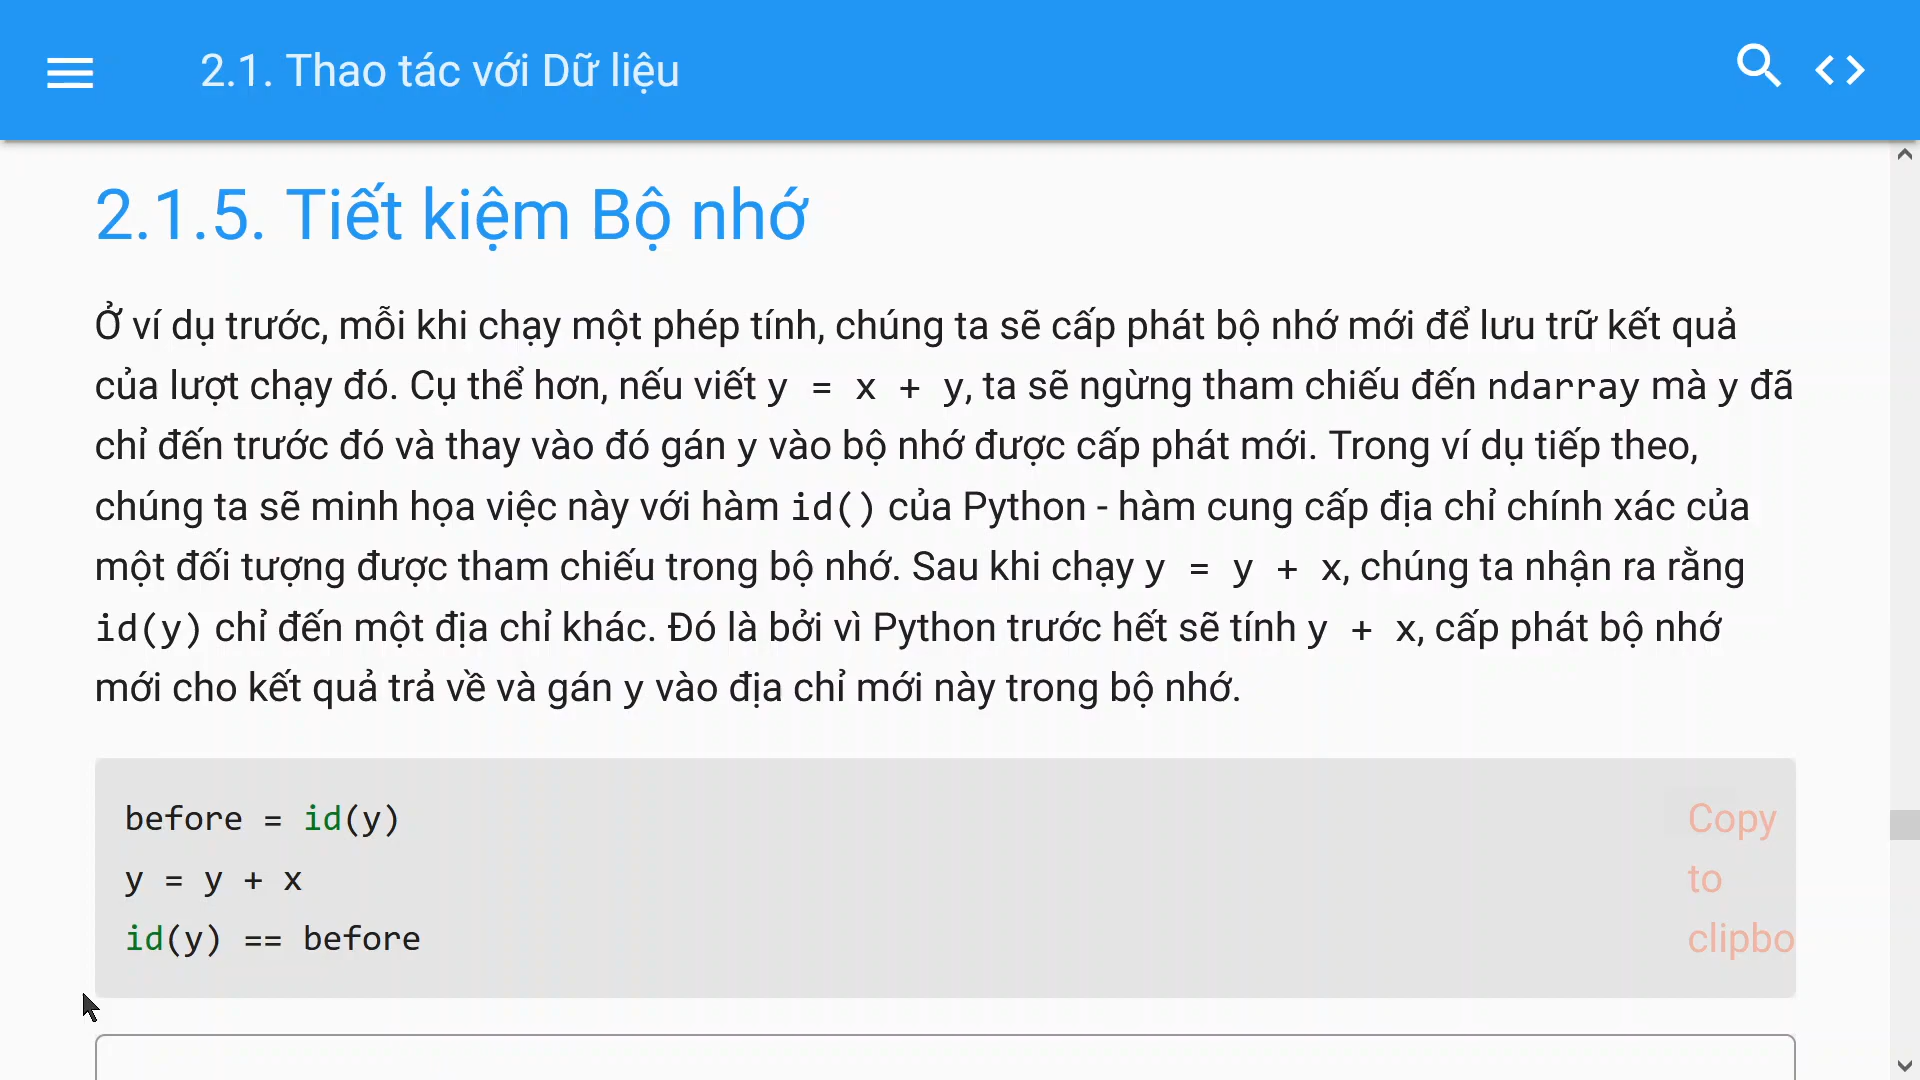 2.1. Thao tác với Dữ liệu
2.1.5. Tiết kiệm Bộ nhớ
Ở ví dụ trước, mỗi khi chạy một phép tính, chúng ta sẽ cấp phát bộ nhớ mới để lưu trữ kết quả
của lượt chạy đó. Cụ thể hơn, nếu viết y = x + y, ta sẽ ngừng tham chiếu đến ndarray mà y đã
chỉ đến trước đó và thay vào đó gán y vào bộ nhớ được cấp phát mới. Trong ví dụ tiếp theo,
chúng ta sẽ minh họa việc này với hàm id() của Python - hàm cung cấp địa chỉ chính xác của
một đối tượng được tham chiếu trong bộ nhớ. Sau khi chạy y = y + x, chúng ta nhận ra rằng
id(y) chỉ đến một địa chỉ khác. Đó là bởi vì Python trước hết sẽ tính y + x, cấp phát bộ nhớ
mới cho kết quả trả về và gán y vào địa chỉ mới này trong bộ nhớ.
before = id(y)
y = y + x
id(y) == before
Copy
to
clipbo